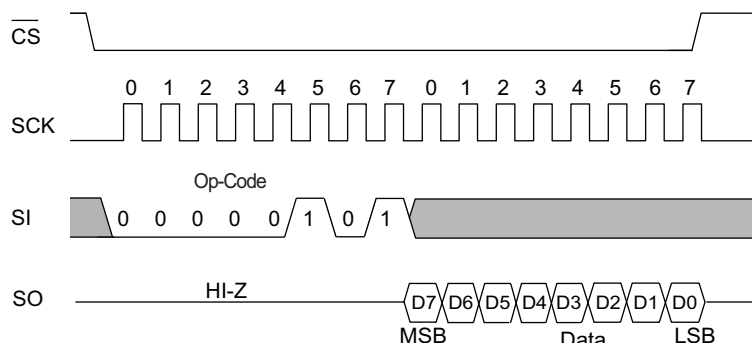 CS
0 1 2 3 4 5 6 7 0 1 2 3 4 5 6 7
SCK
Op-Code
SI 0 0 0 0 0 1 0 1
HI-Z
SO D7 D6 D5 D4 D3 D2 D1 D0
MSB Data LSB